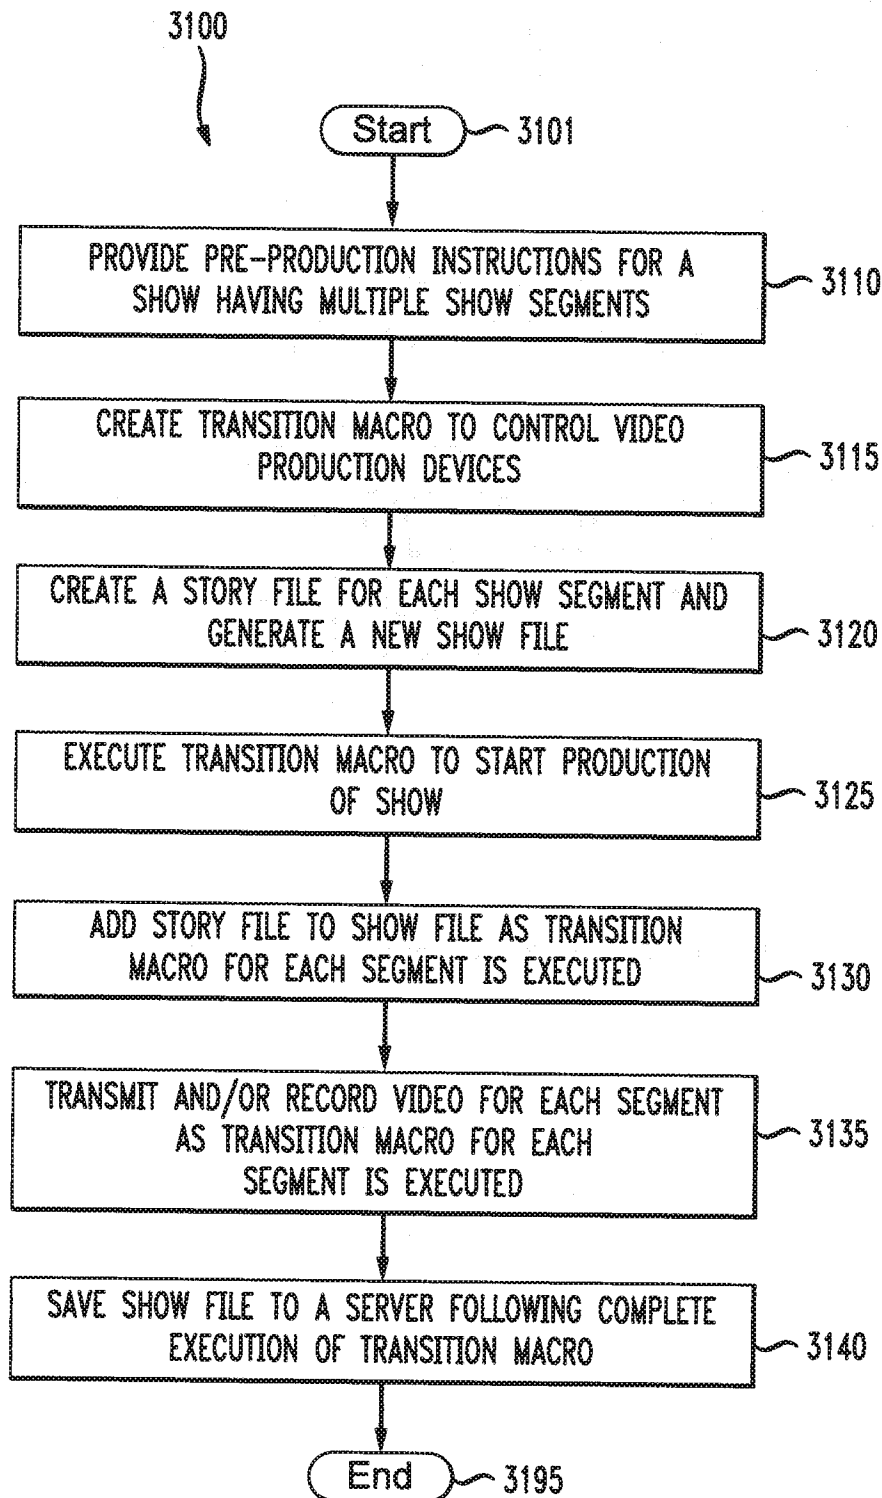 3100
Start
3101
PROVIDE PRE-PRODUCTION INSTRUCTIONS FOR A
SHOW HAVING MULTIPLE SHOW SEGMENTS
3110
CREATE TRANSITION MACRO TO CONTROL VIDEO
PRODUCTION DEVICES
3115
CREATE A STORY FILE FOR EACH SHOW SEGMENT AND
GENERATE A NEW SHOW FILE
3120
EXECUTE TRANSITION MACRO TO START PRODUCTION
OF SHOW
3125
ADD STORY FILE TO SHOW FILE AS TRANSITION
MACRO FOR EACH SEGMENT IS EXECUTED
3130
TRANSMIT AND/OR RECORD VIDEO FOR EACH SEGMENT
AS TRANSITION MACRO FOR EACH
SEGMENT IS EXECUTED
3135
SAVE SHOW FILE TO A SERVER FOLLOWING COMPLETE
EXECUTION OF TRANSITION MACRO
3140
End
3195